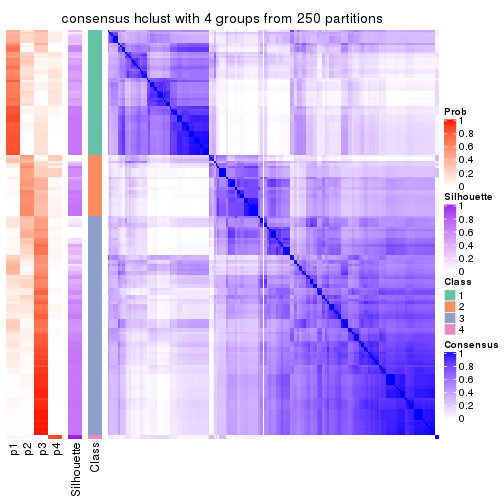 consensus hclust with 4 groups from 250 partitions
Prob
1
0.8
0.6
0.4
0.2
0
Silhouette
1
0.8
0.6
0.4
0.2
0
Class
1
2
3
4
Consensus
1
0.8
0.6
0.4
0.2
0
p1
p2
p3
p4
Silhouette
Class